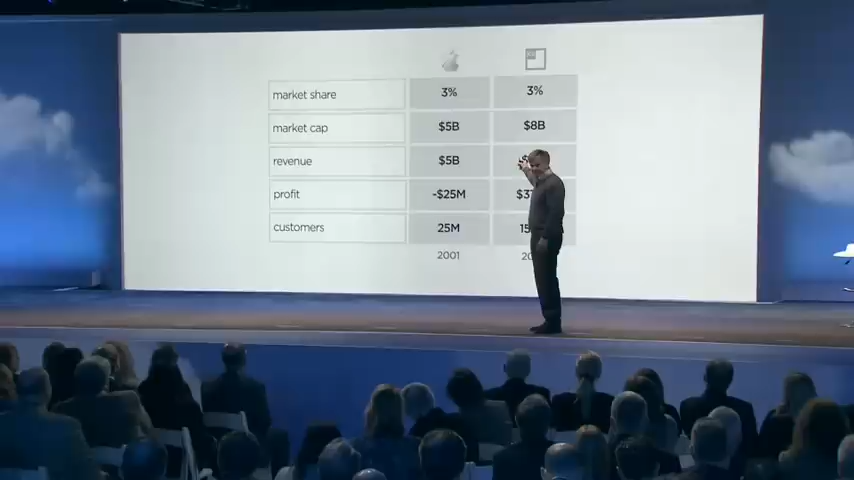 market share 3% 3%
market cap $5B $8B
revenue $5B
profit -$25M
customers 25M
2001